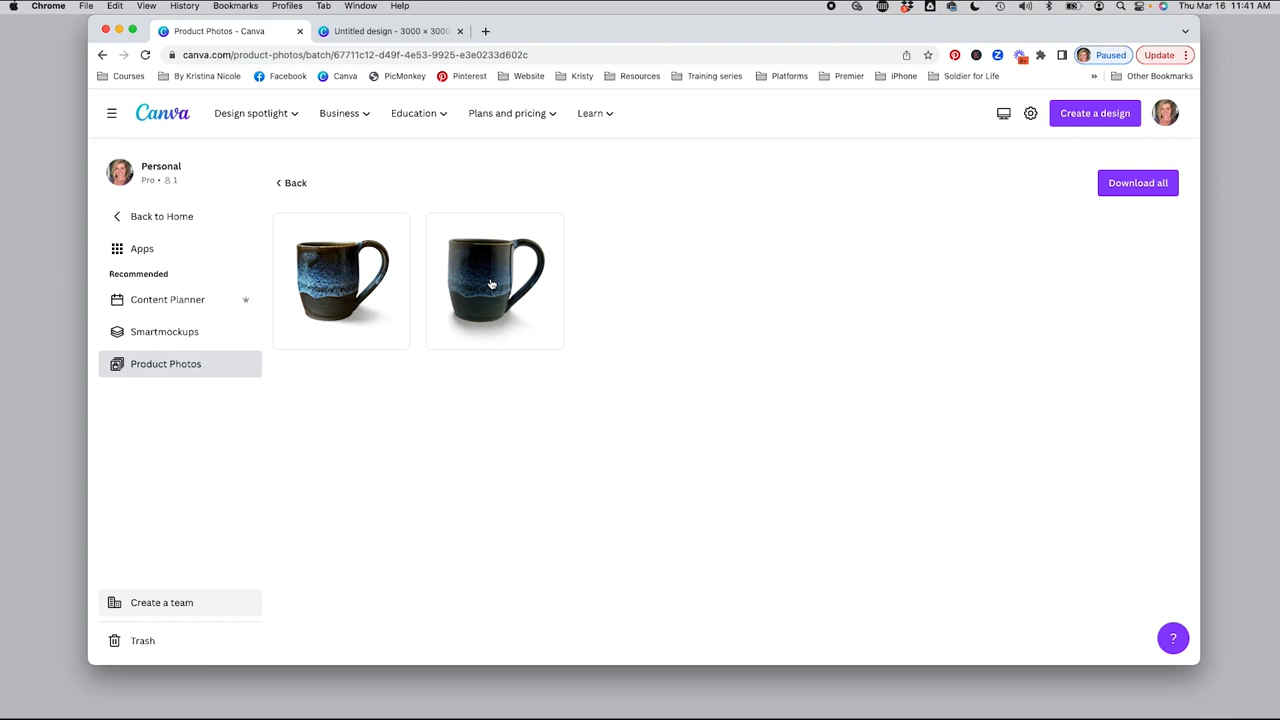 Chrome File Edit View History Bookmarks Profiles Tab Window Help Thu Mar 16 11:41 AM
Product Photos - Canva Untitled design - 3000 × 3000
canva.com/product-photos/batch/67711c12-d49f-4e53-9925-e3e0233d602c Paused Update
Courses By Kristina Nicole Facebook Canva PicMonkey Pinterest Website Kristy Resources Training series Platforms Premier iPhone Soldier for Life » Other Bookmarks
Canva Design spotlight Business Education Plans and pricing Learn Create a design
Personal
Pro • 1
Back Download all
Back to Home
Apps
Recommended
Content Planner
Smartmockups
Product Photos
Create a team
Trash
?